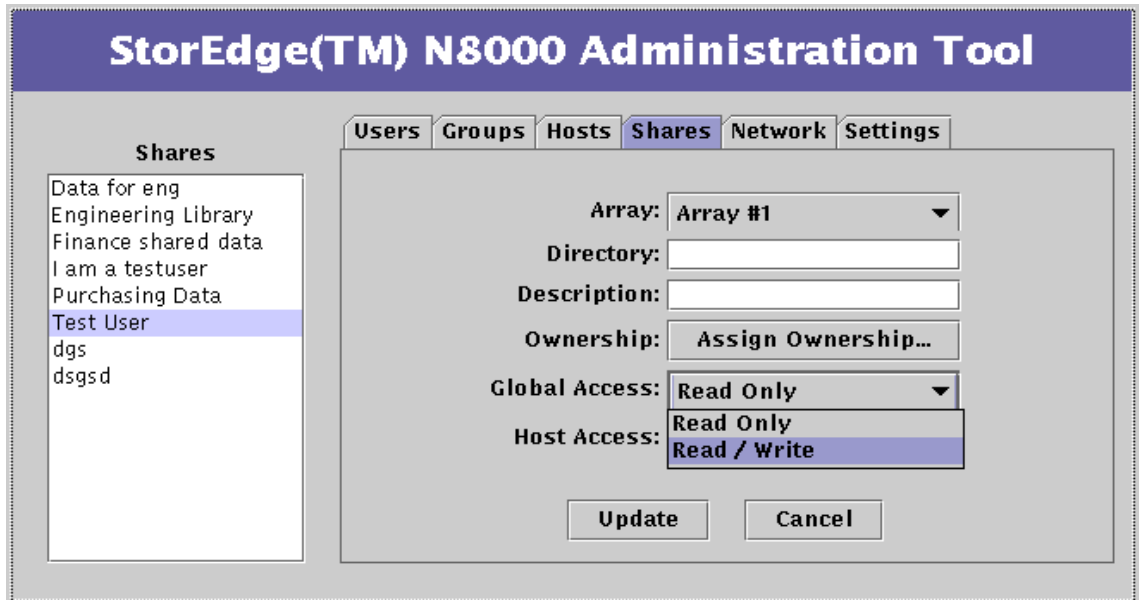 StorEdge(TM) N8000 Administration Tool
Users Groups Hosts Shares Network Settings
Shares
Data for eng
Engineering Library
Finance shared data
I am a testuser
Purchasing Data
Test User
dgs
dsgsd
Array: Array #1
Directory:
Description:
Ownership: Assign Ownership...
Global Access: Read Only
Read Only
Host Access:
Read / Write
Update Cancel